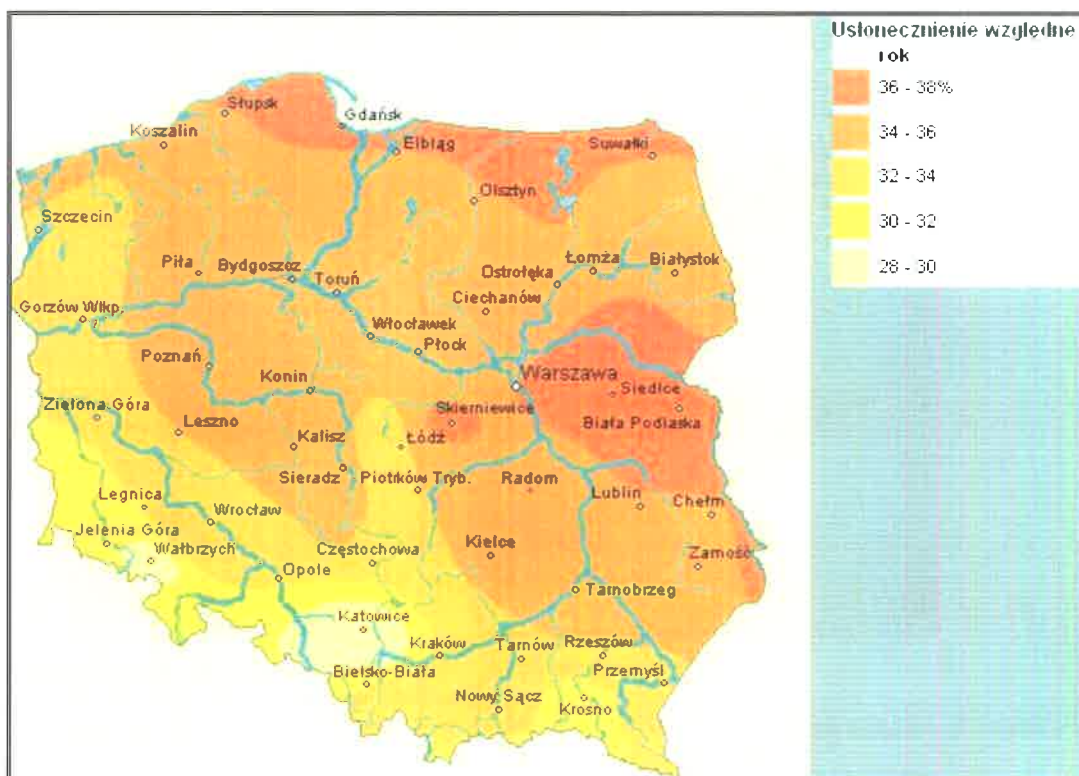 Usłonecznienie względne
rok
36 - 38%
34 - 36
32 - 34
30 - 32
28 - 30
Słupsk
Gdańsk
Koszalin
Elbląg
Suwałki
Olsztyn
Szczecin
Piła
Bydgoszcz
Toruń
Ostrołęka
Łomża
Białystok
Ciechanów
Gorzów Wlkp.
Włocławek
Płock
Poznań
Konin
Warszawa
Siedlce
Zielona Góra
Leszno
Kalisz
Skierniewice
Łódź
Biała Podlaska
Sieradz
Piotrków Tryb.
Radom
Lublin
Chełm
Legnica
Wrocław
Jelenia Góra
Wałbrzych
Częstochowa
Kielce
Zamość
Opole
Tarnobrzeg
Katowice
Kraków
Tarnów
Rzeszów
Bielsko-Biała
Przemyśl
Nowy Sącz
Krosno